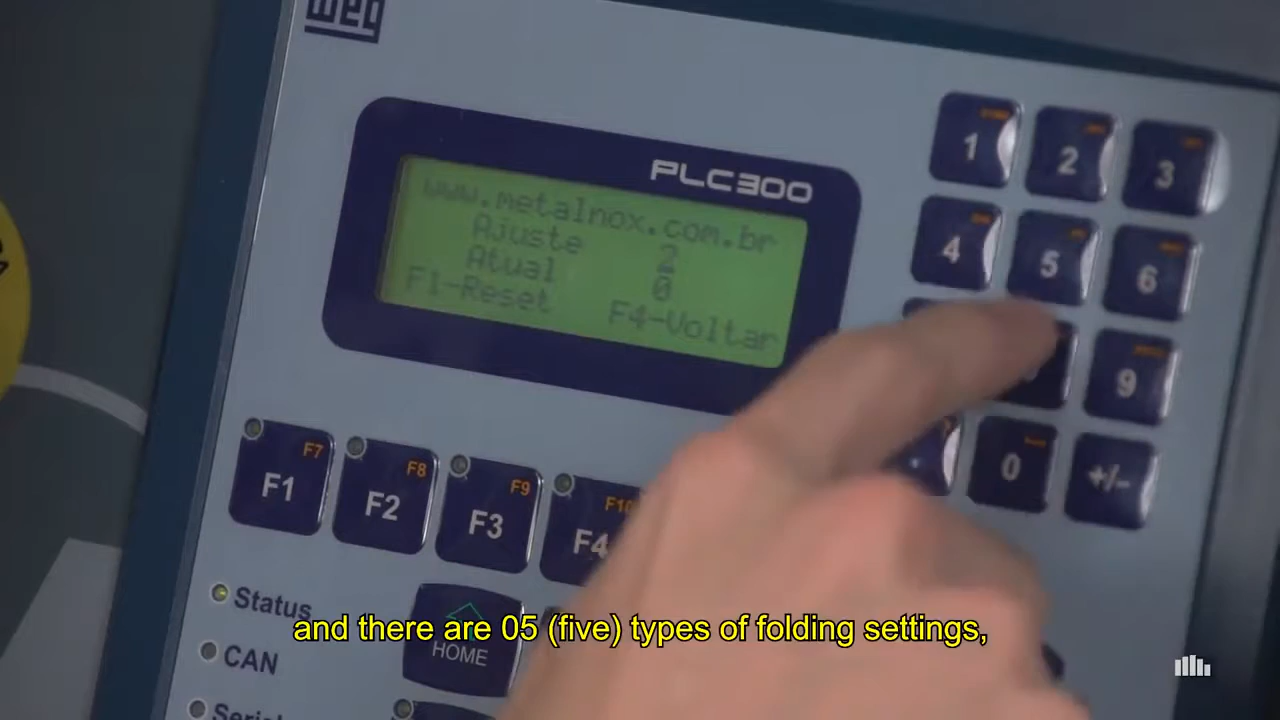 weg
PLC300
www.metalnox.com.br
Ajuste 2
Atual 0
F1-Reset F4-Voltar
1 2 3
4 5 6
9
0 +/-
F7 F8 F9 F10
F1 F2 F3 F4
Status
CAN
HOME
and there are 05 (five) types of folding settings,